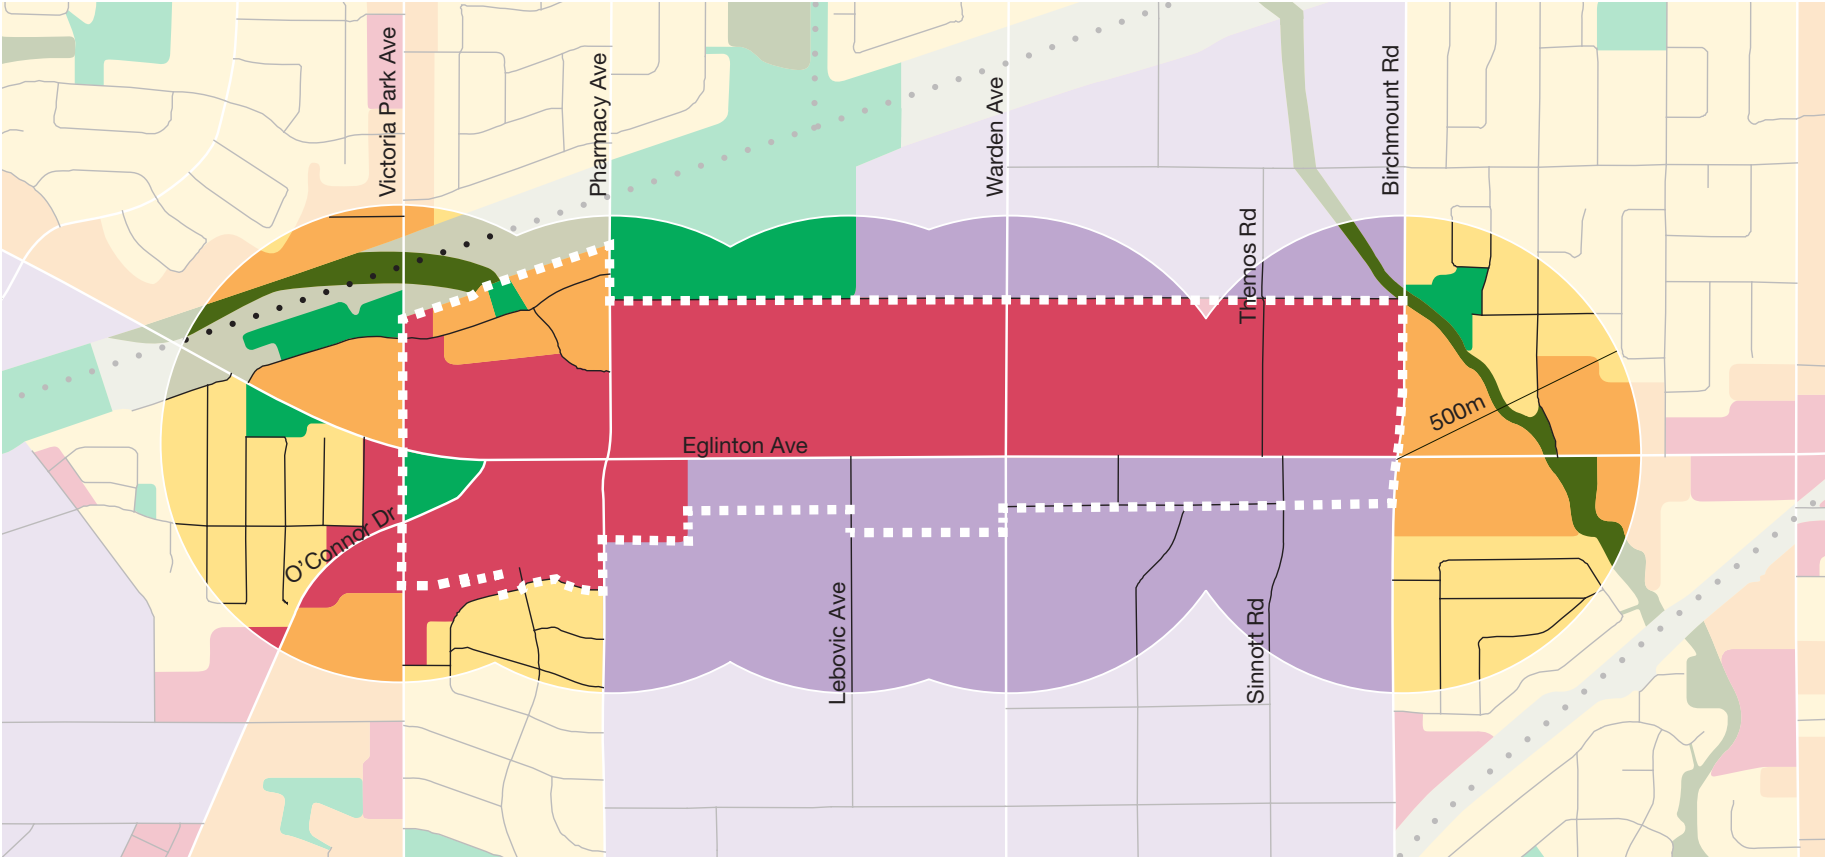 Victoria Park Ave
Pharmacy Ave
Warden Ave
Birchmount Rd
Themos Rd
500m
Eglinton Ave
O'Connor Dr
Lebovic Ave
Sinnott Rd